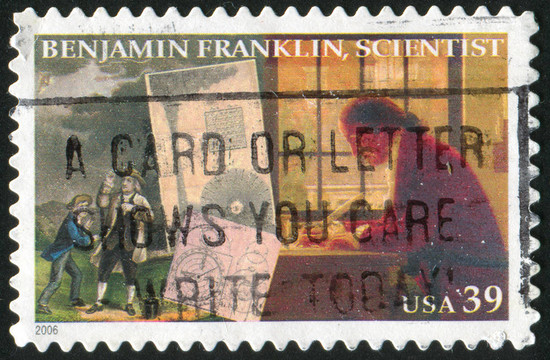 BENJAMIN FRANKLIN, SCIENTIST
A CARD OR LETTER
SHOWS YOU CARE
WRITE TODAY!
USA 39
2006